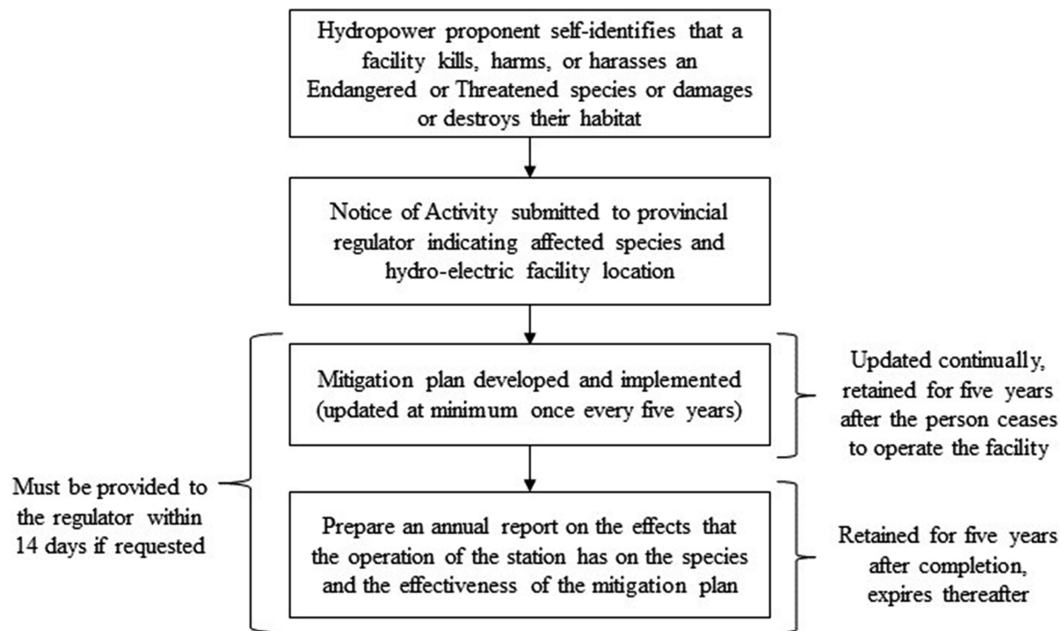 Hydropower proponent self-identifies that a
facility kills, harms, or harasses an
Endangered or Threatened species or damages
or destroys their habitat
Notice of Activity submitted to provincial
regulator indicating affected species and
hydro-electric facility location
Mitigation plan developed and implemented
(updated at minimum once every five years)
Updated continually,
retained for five years
after the person ceases
to operate the facility
Must be provided to
the regulator within
14 days if requested
Prepare an annual report on the effects that
the operation of the station has on the species
and the effectiveness of the mitigation plan
Retained for five years
after completion,
expires thereafter